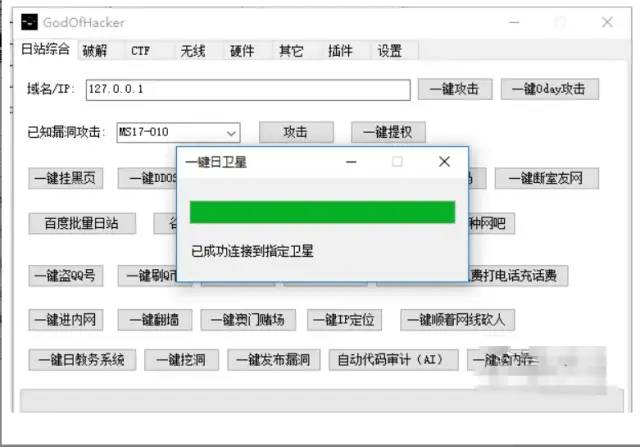 GodOfHacker
日站综合 破解 CTF 无线 硬件 其它 插件 设置
域名/IP: 127.0.0.1 一键攻击 一键0day攻击
已知漏洞攻击: MS17-010 攻击 一键提权
一键日卫星
一键挂黑页 一键DDOS 一键断室友网
百度批量日站 种网吧
已成功连接到指定卫星
一键盗QQ号 一键刷Q币 费打电话充话费
一键进内网 一键翻墙 一键澳门赌场 一键IP定位 一键顺着网线砍人
一键日教务系统 一键挖洞 一键发布漏洞 自动代码审计(AI) 一键读内存